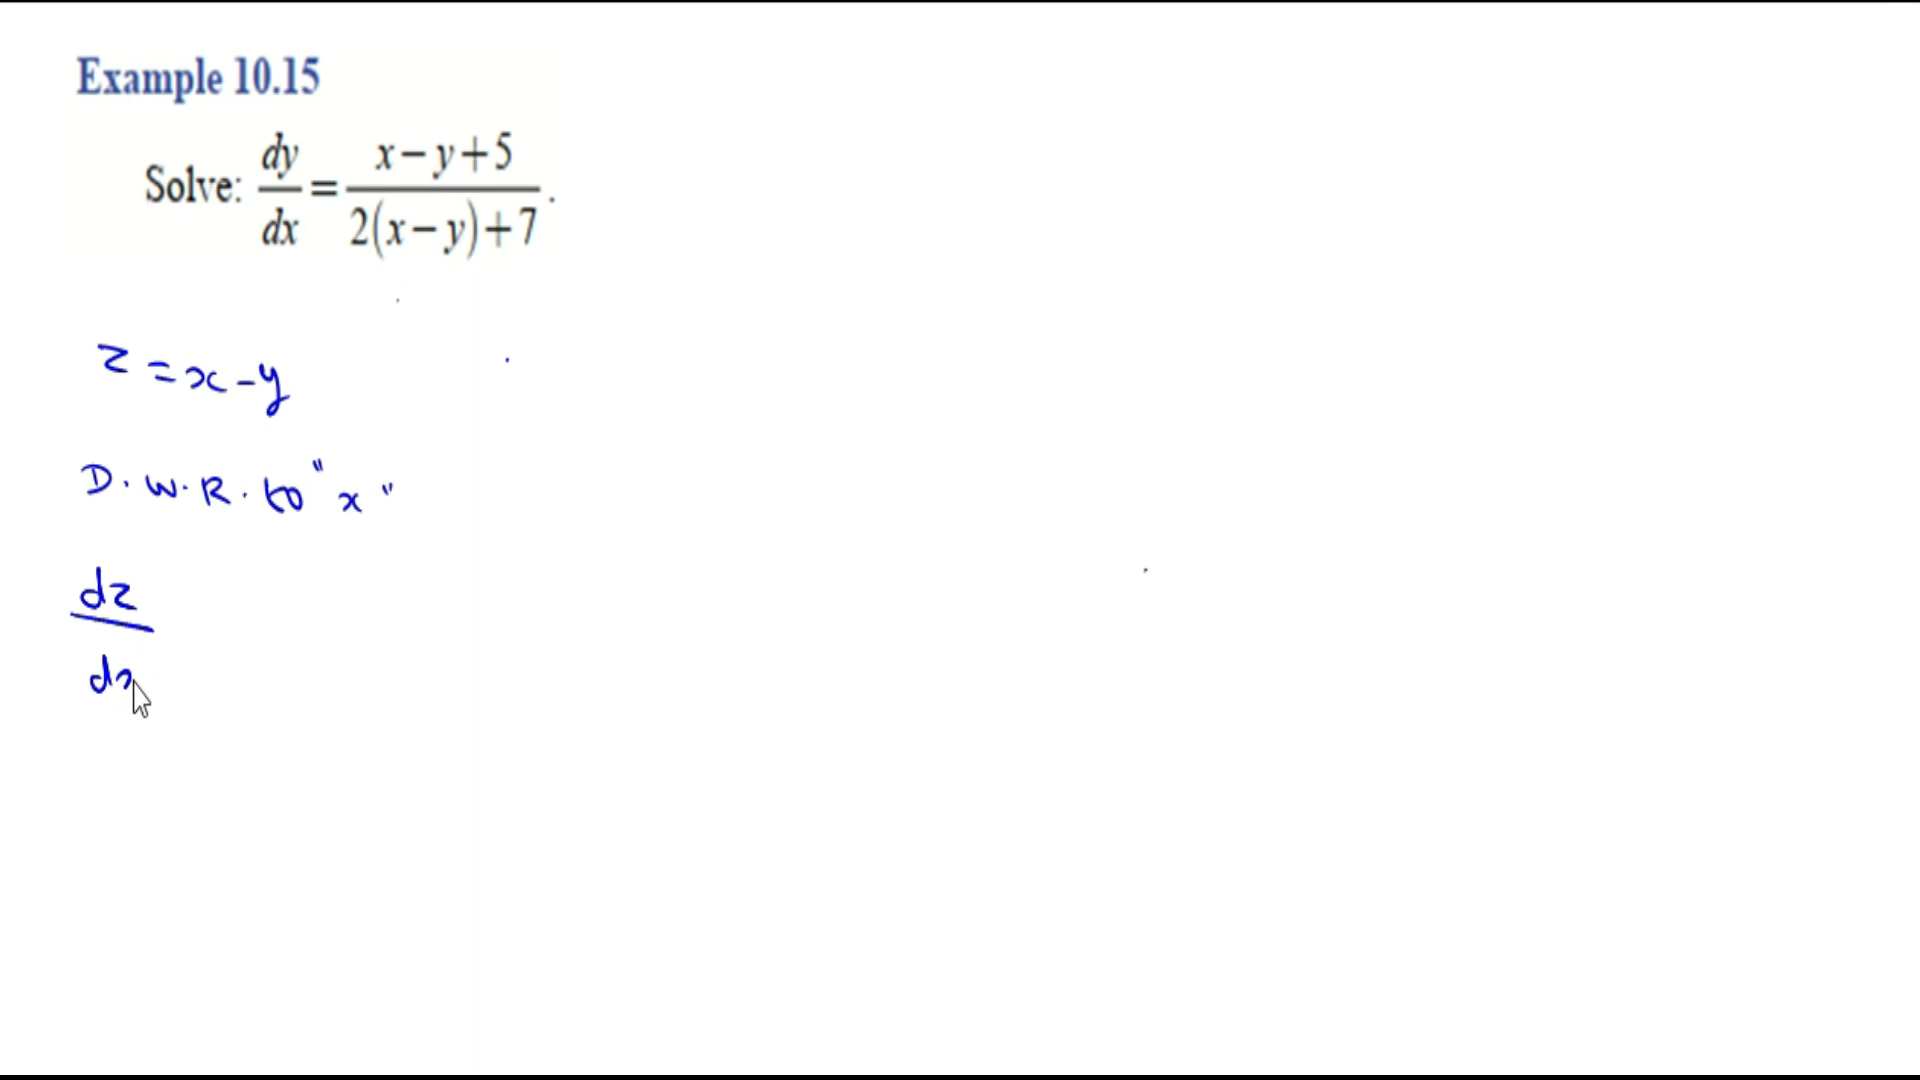 Example 10.15
Solve: dy/dx = (x−y+5)/(2(x−y)+7).
z = x-y
D. W. R. to "x"
dz
dx